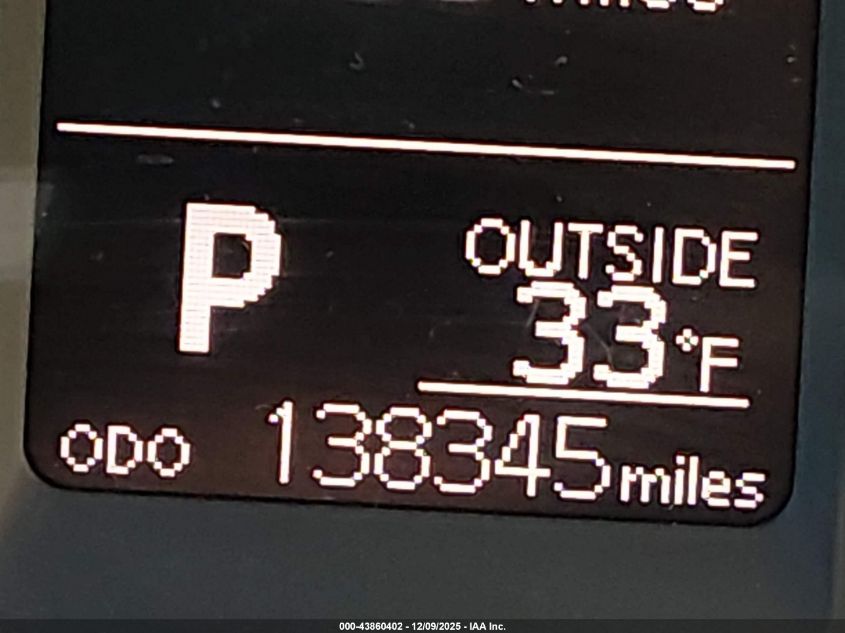 P
OUTSIDE
33°F
ODO 138345 miles
000-43860402 - 12/09/2025 - IAA Inc.